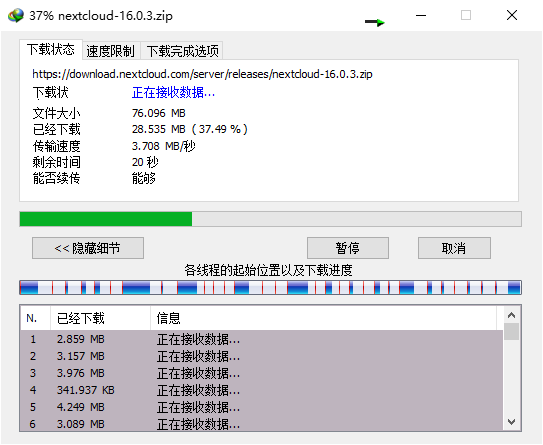 37% nextcloud-16.0.3.zip
下载状态 速度限制 下载完成选项
https://download.nextcloud.com/server/releases/nextcloud-16.0.3.zip
下载状 正在接收数据...
文件大小 76.096 MB
已经下载 28.535 MB ( 37.49 % )
传输速度 3.708 MB/秒
剩余时间 20 秒
能否续传 能够
<< 隐藏细节 暂停 取消
各线程的起始位置以及下载进度
N. 已经下载 信息
1 2.859 MB 正在接收数据...
2 3.157 MB 正在接收数据...
3 3.976 MB 正在接收数据...
4 341.937 KB 正在接收数据...
5 4.249 MB 正在接收数据...
6 3.089 MB 正在接收数据...